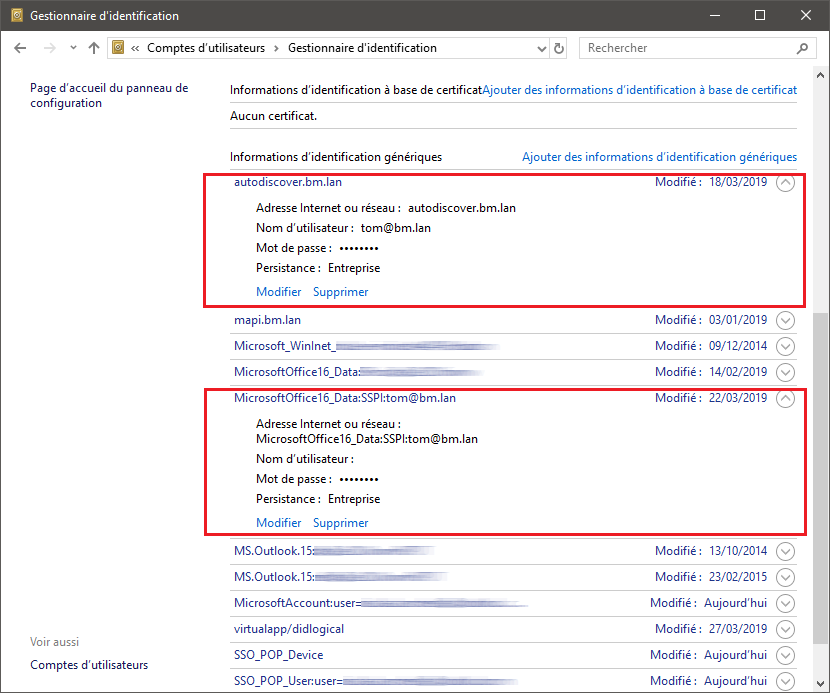 Gestionnaire d'identification
« Comptes d'utilisateurs > Gestionnaire d'identification
Rechercher
Page d'accueil du panneau de
configuration
Informations d'identification à base de certificat Ajouter des informations d'identification à base de certificat
Aucun certificat.
Informations d'identification génériques Ajouter des informations d'identification génériques
autodiscover.bm.lan Modifié : 18/03/2019
Adresse Internet ou réseau : autodiscover.bm.lan
Nom d'utilisateur : tom@bm.lan
Mot de passe : ••••••••
Persistance : Entreprise
Modifier Supprimer
mapi.bm.lan Modifié : 03/01/2019
Microsoft_WinInet_ Modifié : 09/12/2014
MicrosoftOffice16_Data: Modifié : 14/02/2019
MicrosoftOffice16_Data:SSPI:tom@bm.lan Modifié : 22/03/2019
Adresse Internet ou réseau :
MicrosoftOffice16_Data:SSPI:tom@bm.lan
Nom d'utilisateur :
Mot de passe : ••••••••
Persistance : Entreprise
Modifier Supprimer
MS.Outlook.15: Modifié : 13/10/2014
MS.Outlook.15: Modifié : 23/02/2015
MicrosoftAccount:user= Modifié : Aujourd'hui
virtualapp/didlogical Modifié : 27/03/2019
SSO_POP_Device Modifié : Aujourd'hui
SSO_POP_User:user= Modifié : Aujourd'hui
Voir aussi
Comptes d'utilisateurs